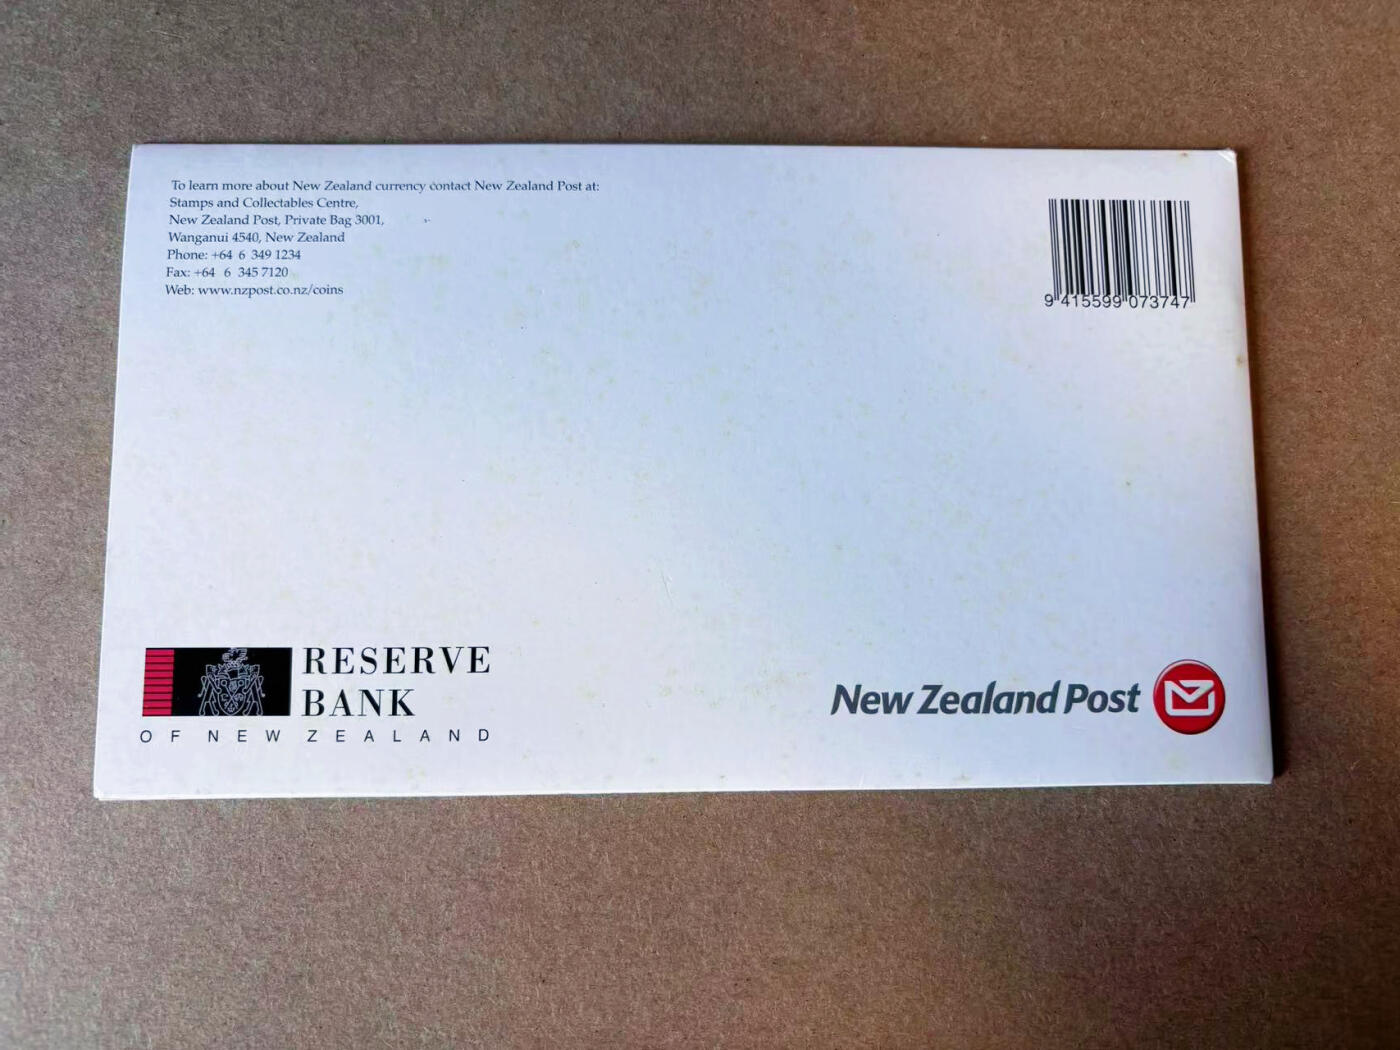 To learn more about New Zealand currency contact New Zealand Post at:
Stamps and Collectables Centre,
New Zealand Post, Private Bag 3001,
Wanganui 4540, New Zealand
Phone: +64 6 349 1234
Fax: +64 6 345 7120
Web: www.nzpost.co.nz/coins
9 415599 073747
RESERVE
BANK
OF NEW ZEALAND
New Zealand Post